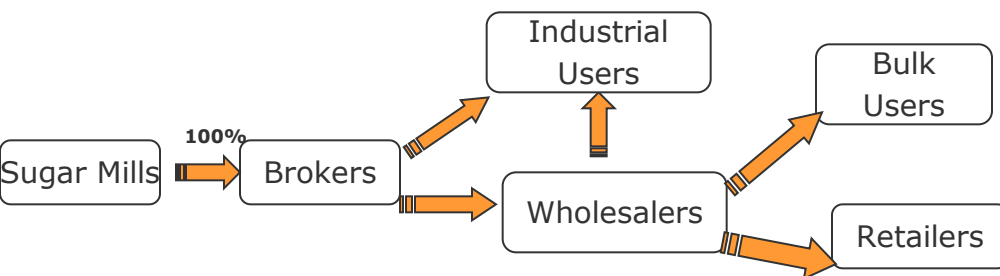 Industrial
Users
Bulk
Users
100%
Sugar Mills
Brokers
Wholesalers
Retailers